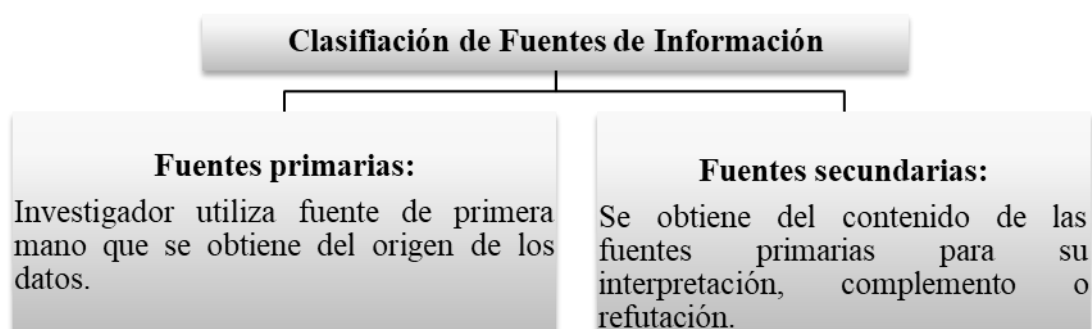 Clasifiación de Fuentes de Información
Fuentes primarias:
Investigador utiliza fuente de primera
mano que se obtiene del origen de los
datos.
Fuentes secundarias:
Se obtiene del contenido de las
fuentes primarias para su
interpretación, complemento o
refutación.